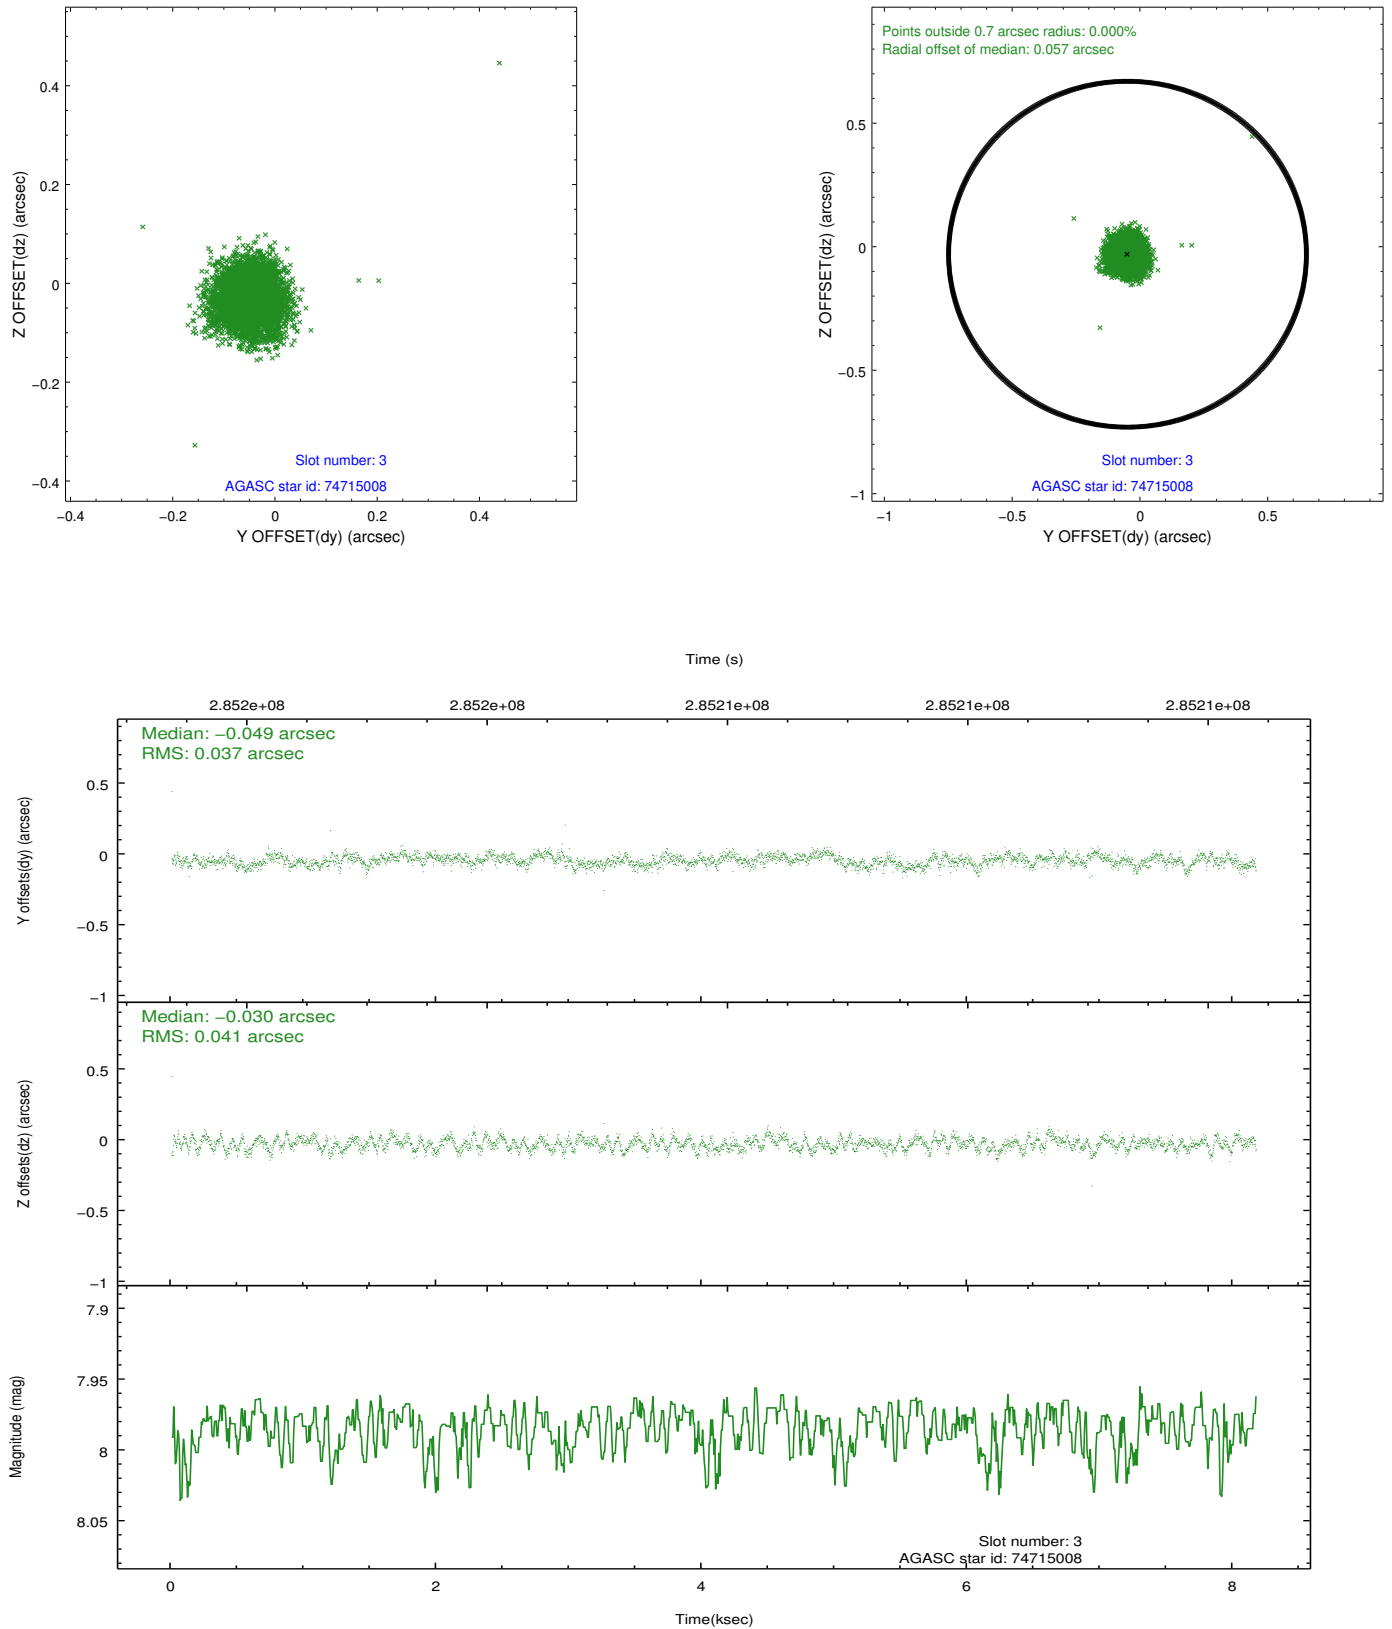 0.4
0.2
0
−0.2
−0.4
Z OFFSET(dz) (arcsec)
Slot number: 3
AGASC star id: 74715008
−0.4 −0.2 0 0.2 0.4
Y OFFSET(dy) (arcsec)
Points outside 0.7 arcsec radius: 0.000%
Radial offset of median: 0.057 arcsec
0.5
0
−0.5
−1
Z OFFSET(dz) (arcsec)
Slot number: 3
AGASC star id: 74715008
−1 −0.5 0 0.5
Y OFFSET(dy) (arcsec)
Time (s)
2.852e+08 2.852e+08 2.8521e+08 2.8521e+08 2.8521e+08
Median: −0.049 arcsec
RMS: 0.037 arcsec
0.5
0
−0.5
−1
Y offsets(dy) (arcsec)
Median: −0.030 arcsec
RMS: 0.041 arcsec
0.5
0
−0.5
−1
Z offsets(dz) (arcsec)
7.9
7.95
8
8.05
Magnitude (mag)
Slot number: 3
AGASC star id: 74715008
0 2 4 6 8
Time(ksec)